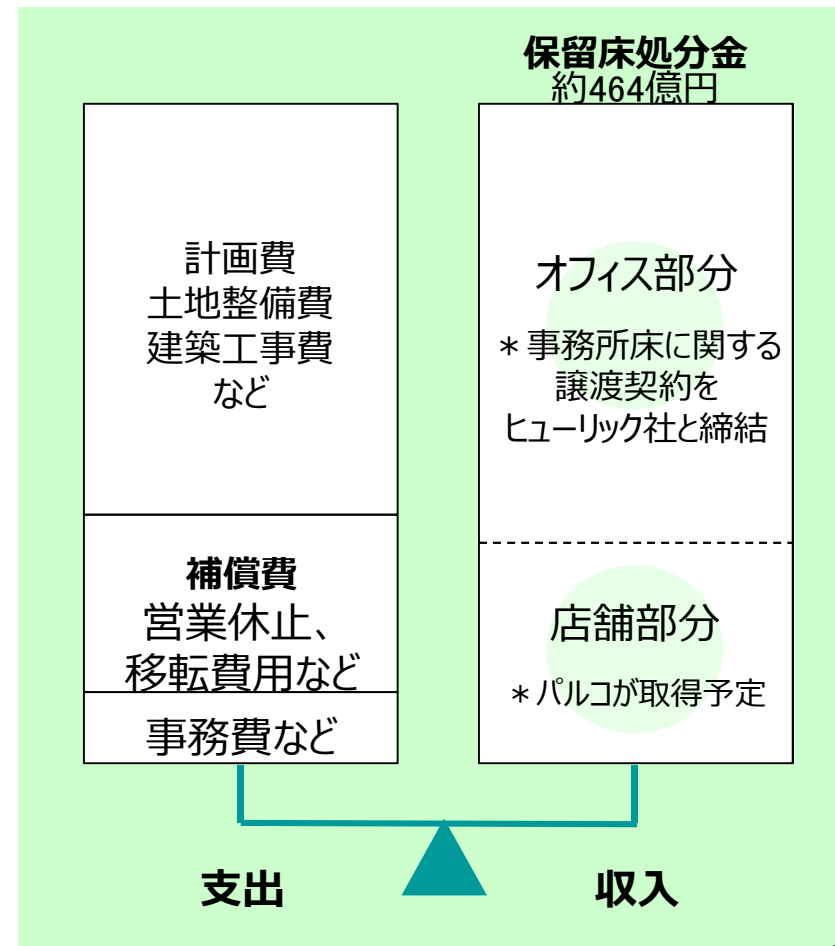 保留床処分金
約464億円
計画費
土地整備費
建築工事費
など
補償費
営業休止、
移転費用など
事務費など
オフィス部分
＊事務所床に関する
譲渡契約を
ヒューリック社と締結
店舗部分
＊パルコが取得予定
支出
収入